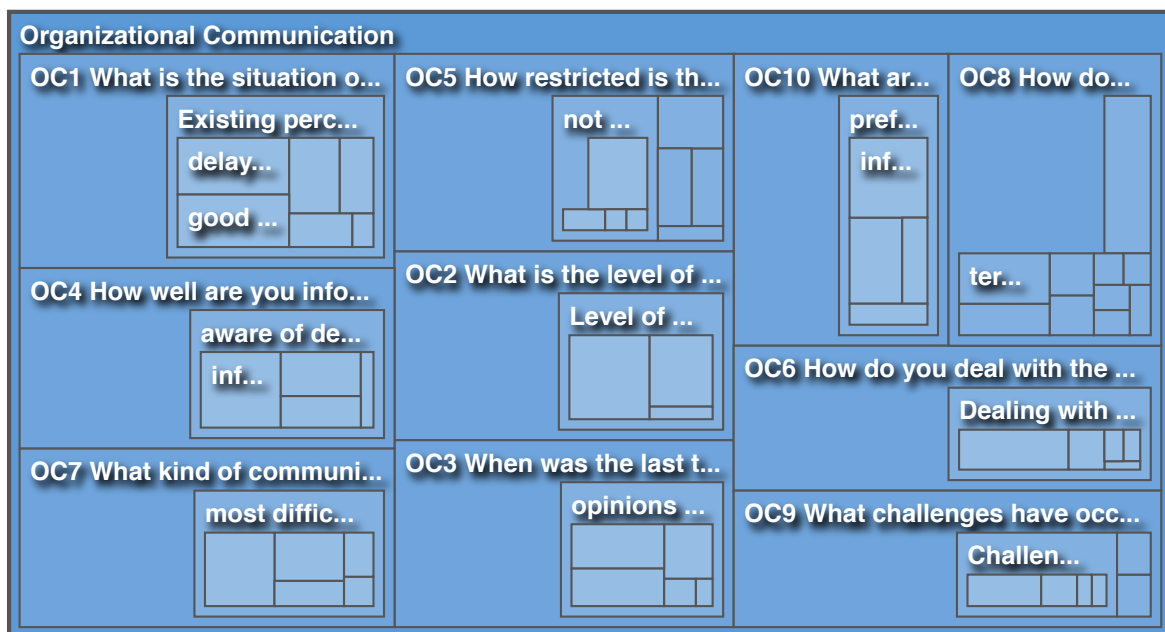 Organizational Communication
OC1 What is the situation o...
Existing perc...
delay...
good ...
OC4 How well are you info...
aware of de...
inf...
OC7 What kind of communi...
most diffic...
OC5 How restricted is th...
not ...
OC2 What is the level of ...
Level of ...
OC3 When was the last t...
opinions ...
OC10 What ar...
pref...
inf...
OC8 How do...
ter...
OC6 How do you deal with the ...
Dealing with ...
OC9 What challenges have occ...
Challen...